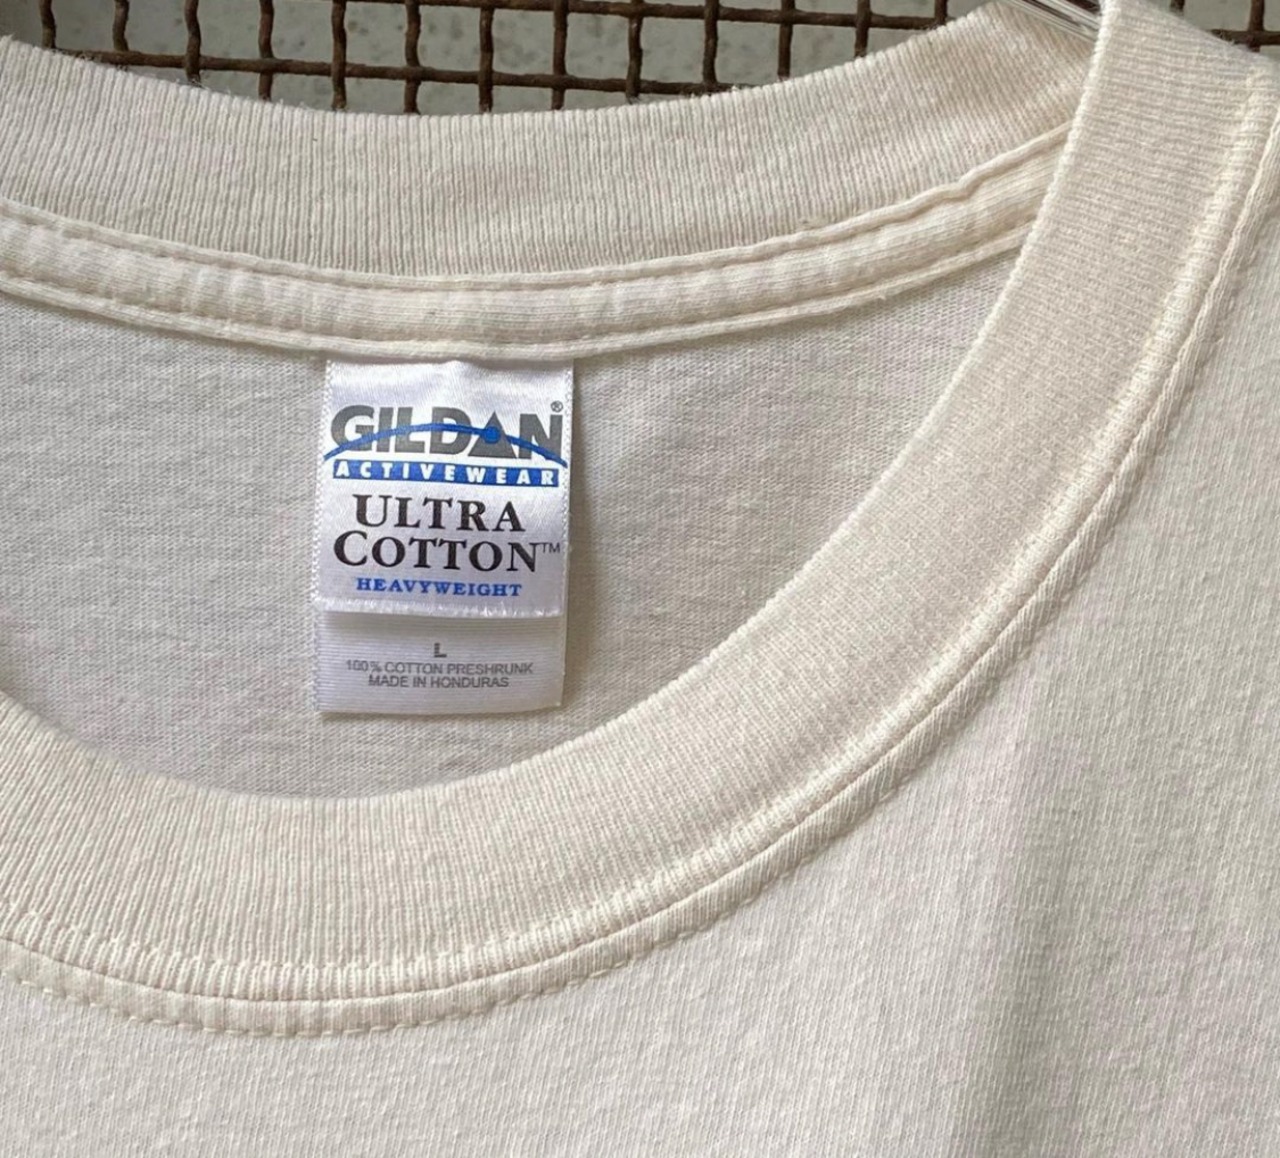 GILDAN®
ACTIVEWEAR
ULTRA
COTTON™
HEAVYWEIGHT
L
100% COTTON PRESHRUNK
MADE IN HONDURAS